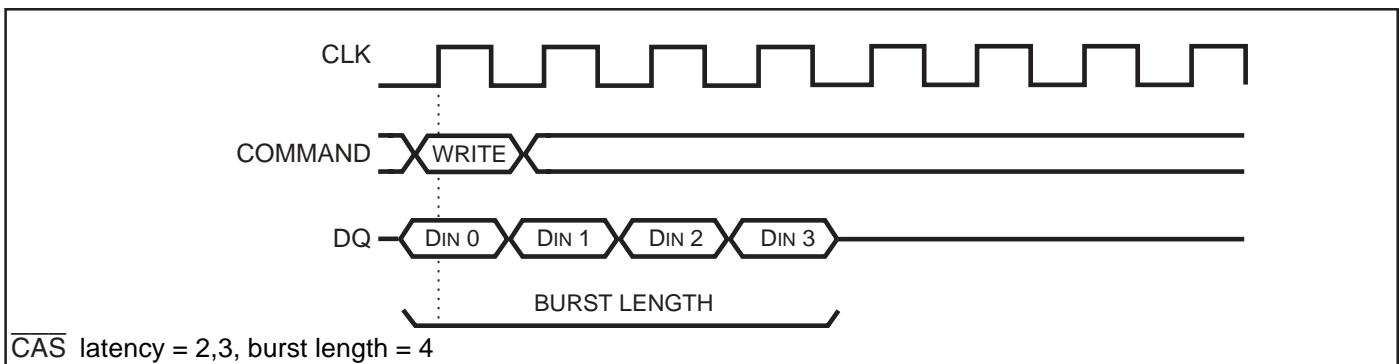 CLK
COMMAND WRITE
DQ DIN 0 DIN 1 DIN 2 DIN 3
BURST LENGTH
CAS latency = 2,3, burst length = 4